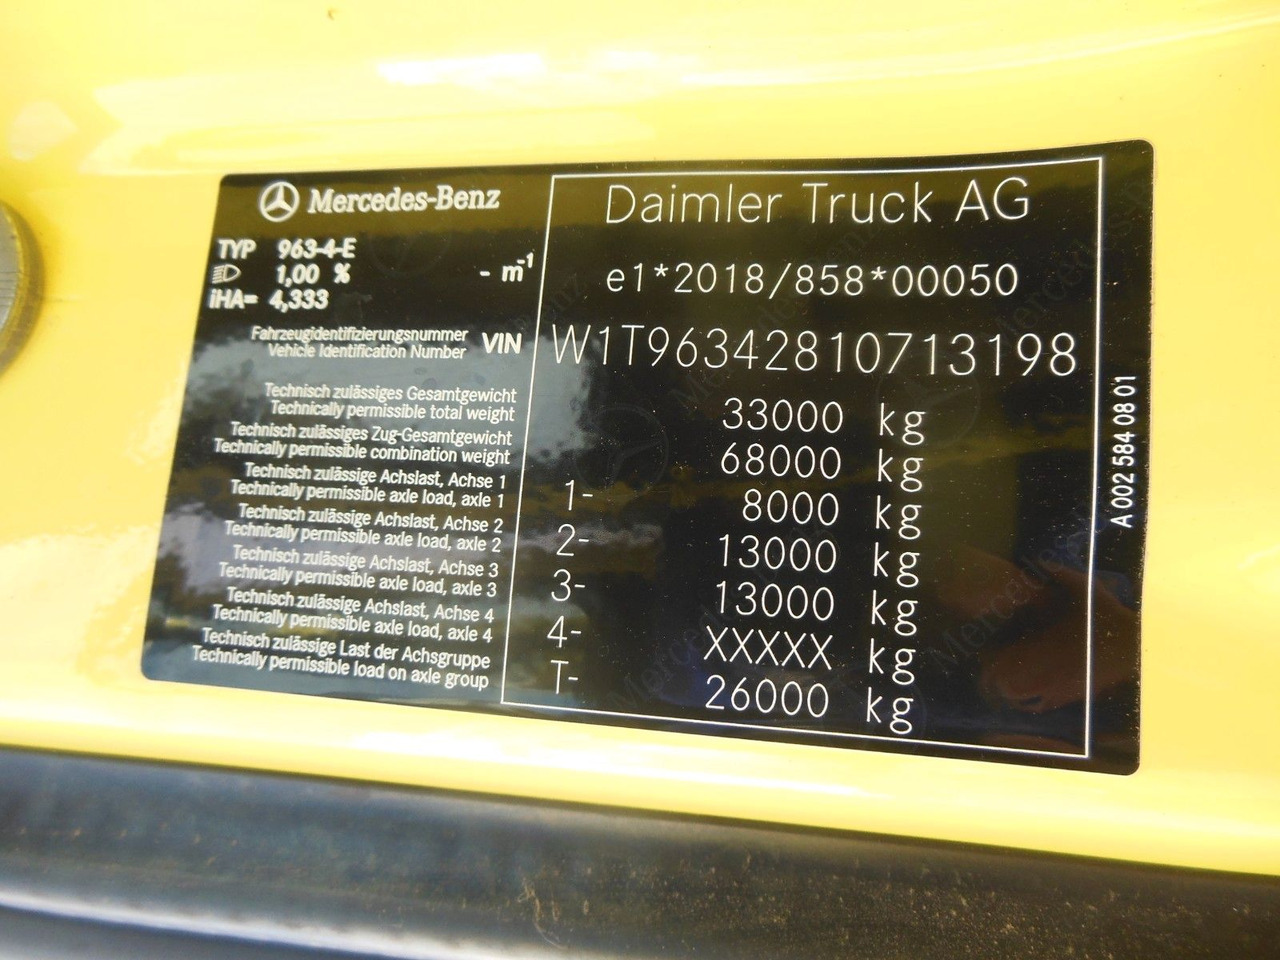 Mercedes-Benz
TYP 963-4-E
1,00 % - m⁻¹
iHA= 4,333
Daimler Truck AG
e1*2018/858*00050
Fahrzeugidentifizierungsnummer
Vehicle Identification Number
VIN W1T96342810713198
Technisch zulässiges Gesamtgewicht
Technically permissible total weight
33000 kg
Technisch zulässiges Zug-Gesamtgewicht
Technically permissible combination weight
68000 kg
Technisch zulässige Achslast, Achse 1
Technically permissible axle load, axle 1
1- 8000 kg
Technisch zulässige Achslast, Achse 2
Technically permissible axle load, axle 2
2- 13000 kg
Technisch zulässige Achslast, Achse 3
Technically permissible axle load, axle 3
3- 13000 kg
Technisch zulässige Achslast, Achse 4
Technically permissible axle load, axle 4
4- XXXXX kg
Technisch zulässige Last der Achsgruppe
Technically permissible load on axle group
T- 26000 kg
A 002 584 08 01